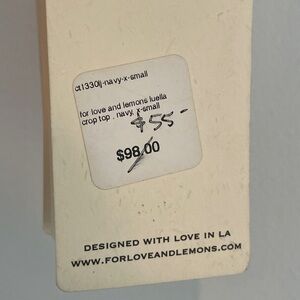 ct1330lj-navy-x-small
for love and lemons luella
crop top . navy. x-small
$55-
$98.00
DESIGNED WITH LOVE IN LA
WWW.FORLOVEANDLEMONS.COM